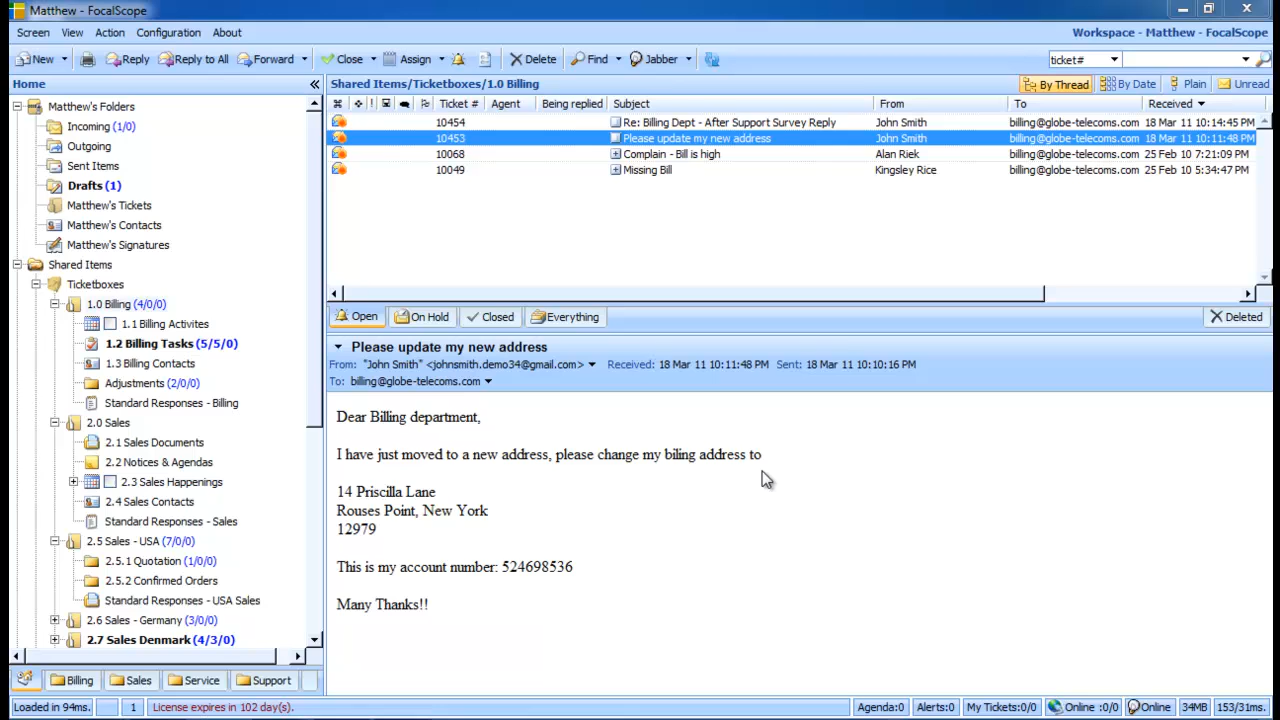 Matthew - FocalScope
Screen View Action Configuration About
Workspace - Matthew - FocalScope
New Reply Reply to All Forward Close Assign Delete Find Jabber ticket#
Home
Matthew's Folders
Incoming (1/0)
Outgoing
Sent Items
Drafts (1)
Matthew's Tickets
Matthew's Contacts
Matthew's Signatures
Shared Items
Ticketboxes
1.0 Billing (4/0/0)
1.1 Billing Activites
1.2 Billing Tasks (5/5/0)
1.3 Billing Contacts
Adjustments (2/0/0)
Standard Responses - Billing
2.0 Sales
2.1 Sales Documents
2.2 Notices & Agendas
2.3 Sales Happenings
2.4 Sales Contacts
Standard Responses - Sales
2.5 Sales - USA (7/0/0)
2.5.1 Quotation (1/0/0)
2.5.2 Confirmed Orders
Standard Responses - USA Sales
2.6 Sales - Germany (3/0/0)
2.7 Sales Denmark (4/3/0)
Billing Sales Service Support
Shared Items/Ticketboxes/1.0 Billing
By Thread By Date Plain Unread
! Ticket # Agent Being replied Subject From To Received
10454 Re: Billing Dept - After Support Survey Reply John Smith billing@globe-telecoms.com 18 Mar 11 10:14:45 PM
10453 Please update my new address John Smith billing@globe-telecoms.com 18 Mar 11 10:11:48 PM
10068 Complain - Bill is high Alan Riek billing@globe-telecoms.com 25 Feb 10 7:21:09 PM
10049 Missing Bill Kingsley Rice billing@globe-telecoms.com 25 Feb 10 5:34:47 PM
Open On Hold Closed Everything Deleted
Please update my new address
From: "John Smith" <johnsmith.demo34@gmail.com> Received: 18 Mar 11 10:11:48 PM Sent: 18 Mar 11 10:10:16 PM
To: billing@globe-telecoms.com
Dear Billing department,
I have just moved to a new address, please change my biling address to
14 Priscilla Lane
Rouses Point, New York
12979
This is my account number: 524698536
Many Thanks!!
Loaded in 94ms. 1 License expires in 102 day(s). Agenda:0 Alerts:0 My Tickets:0/0 Online :0/0 Online 34MB 153/31ms.